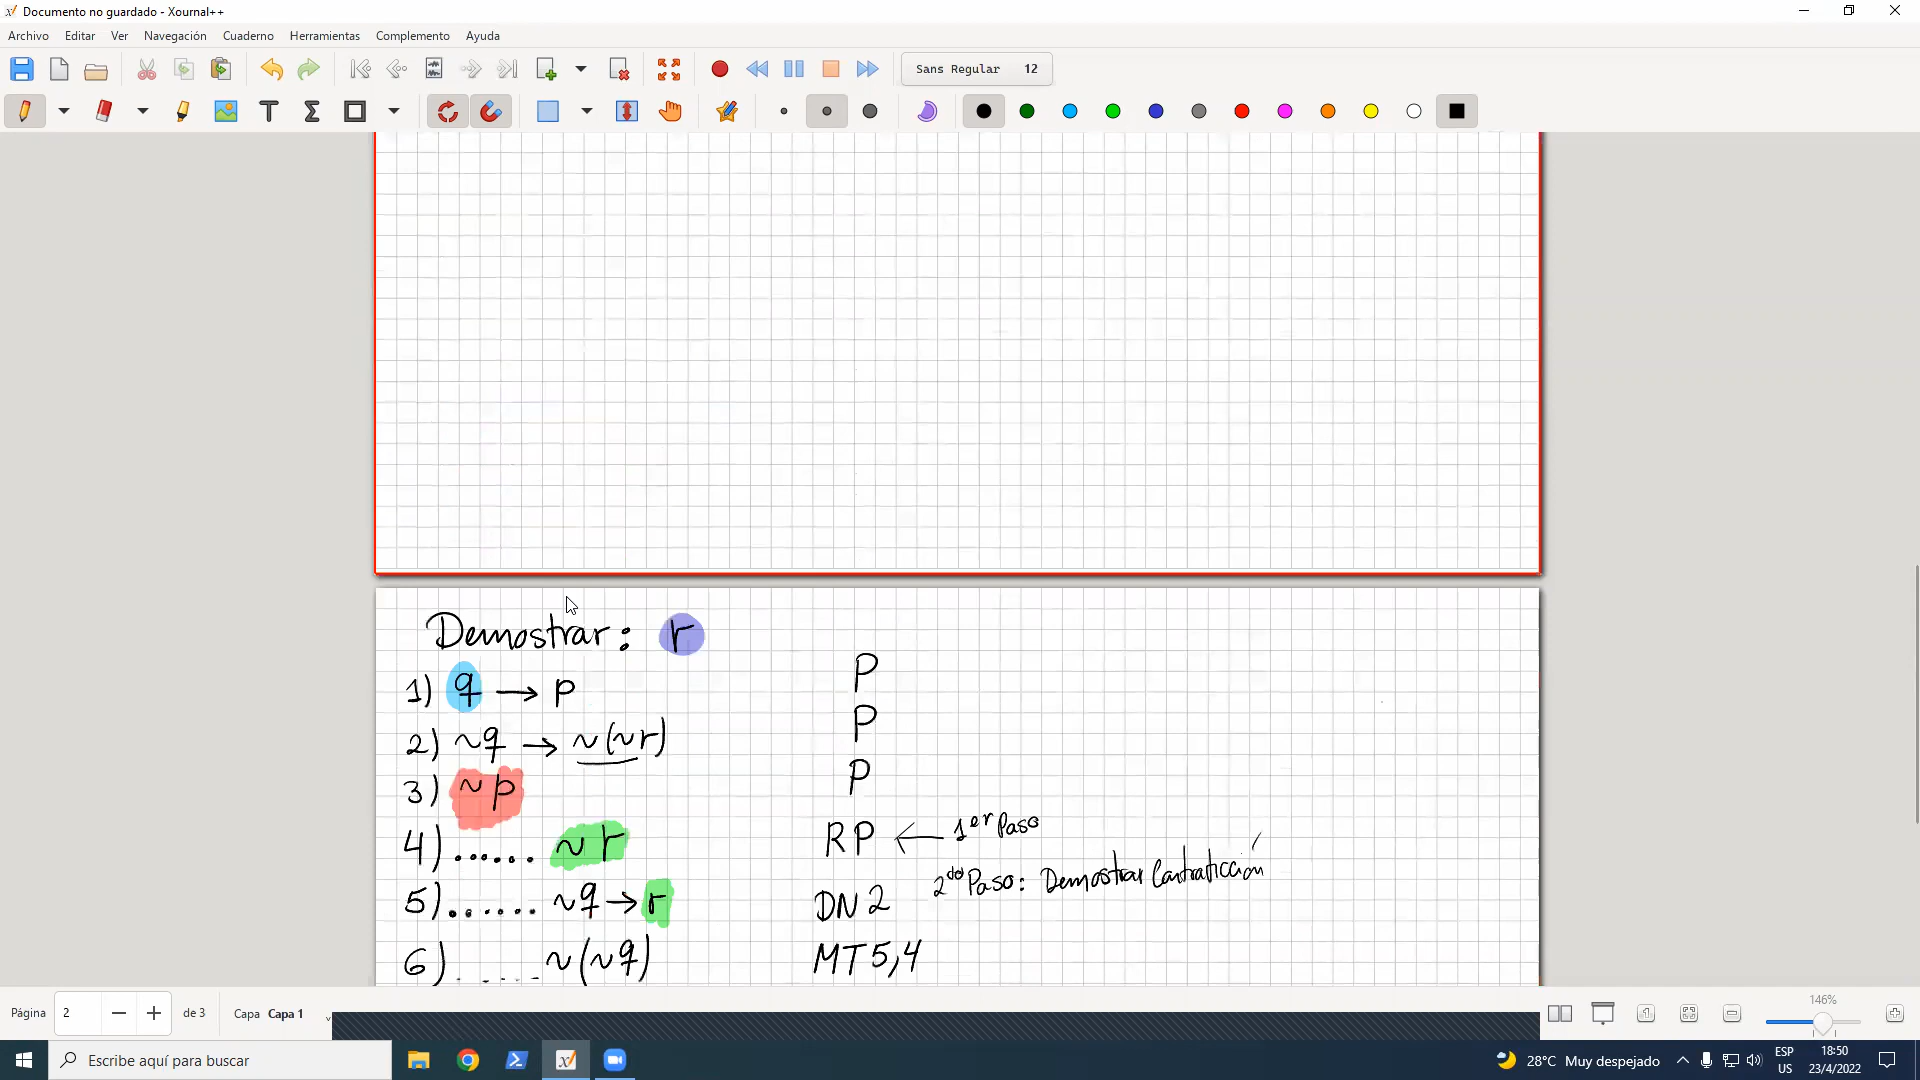 Documento no guardado - Xournal++
Archivo Editar Ver Navegación Cuaderno Herramientas Complemento Ayuda
Sans Regular 12
Demostrar: r
1) q → p P
2) ~q → ~(~r) P
3) ~p P
4) ...... ~r RP ← 1er Paso
2do Paso: Demostrar Contraticción
5) ...... ~q → r DN 2
6) ...... ~(~q) MT 5,4
Página 2 de 3 Capa Capa 1 146%
Escribe aquí para buscar 28°C Muy despejado ESP US 18:50 23/4/2022